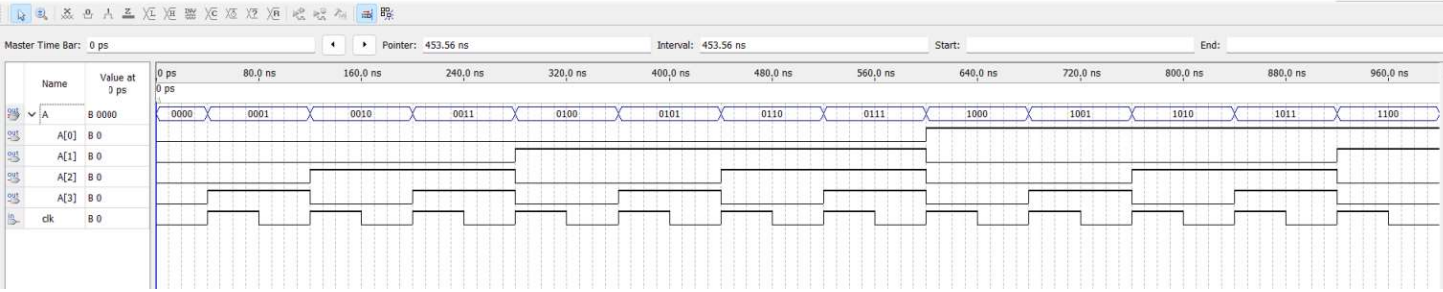 Master Time Bar: 0 ps Pointer: 453.56 ns Interval: 453.56 ns Start: End:
Name Value at 0 ps
0 ps 80.0 ns 160.0 ns 240.0 ns 320.0 ns 400.0 ns 480.0 ns 560.0 ns 640.0 ns 720.0 ns 800.0 ns 880.0 ns 960.0 ns
0 ps
A B 0000 0000 0001 0010 0011 0100 0101 0110 0111 1000 1001 1010 1011 1100
A[0] B 0
A[1] B 0
A[2] B 0
A[3] B 0
clk B 0